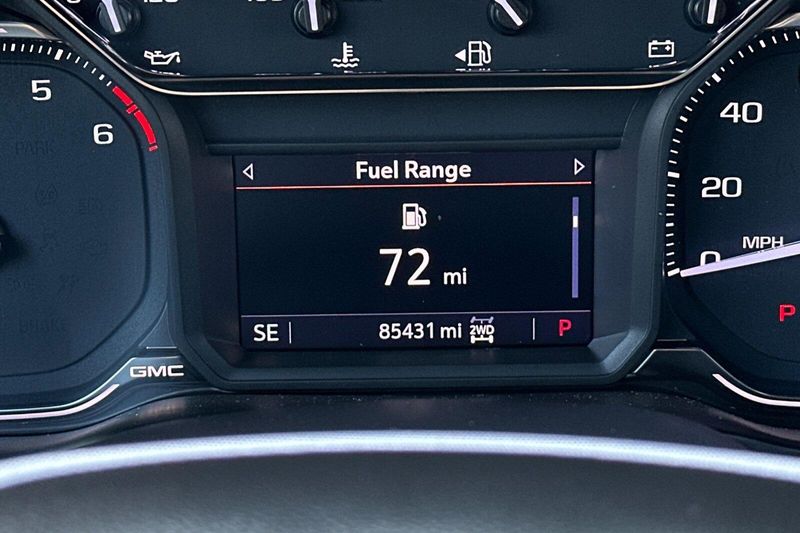 5
6
40
20
0
MPH
P
Fuel Range
72 mi
SE 85431 mi 2WD P
GMC